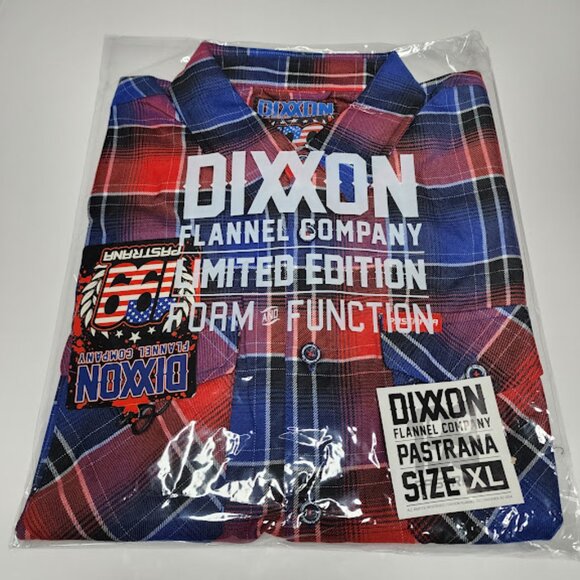 DIXXON
DIXXON
FLANNEL COMPANY
LIMITED EDITION
FORM AND FUNCTION
PASTRANA
199
PASTRANA
DIXXON
FLANNEL COMPANY
DIXXON
FLANNEL COMPANY
PASTRANA
SIZE XL